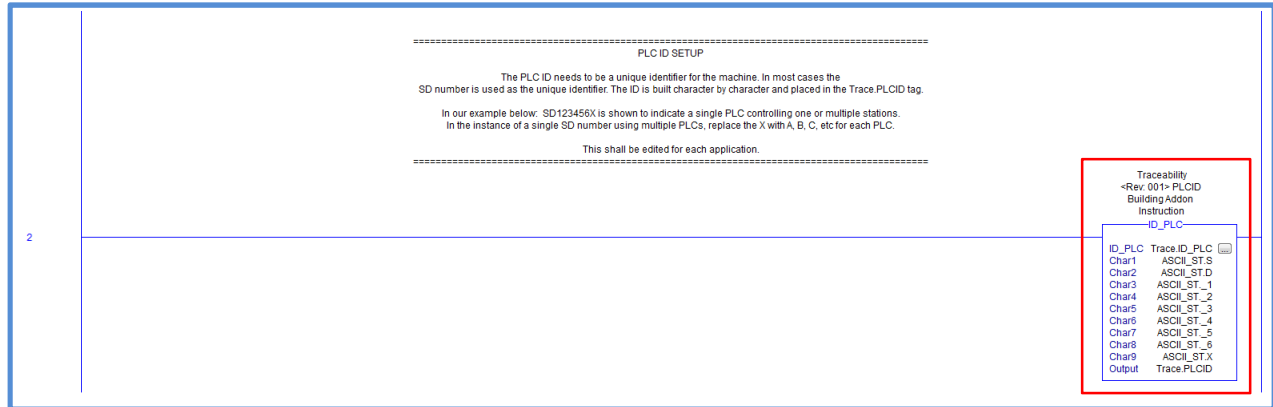 ==============================================================================================
PLC ID SETUP
The PLC ID needs to be a unique identifier for the machine. In most cases the
SD number is used as the unique identifier. The ID is built character by character and placed in the Trace.PLCID tag.
In our example below:  SD123456X is shown to indicate a single PLC controlling one or multiple stations.
In the instance of a single SD number using multiple PLCs, replace the X with A, B, C, etc for each PLC.
This shall be edited for each application.
==============================================================================================
Traceability
<Rev: 001> PLCID
Building Addon
Instruction
ID_PLC
2
ID_PLC Trace.ID_PLC ...
Char1 ASCII_ST.S
Char2 ASCII_ST.D
Char3 ASCII_ST._1
Char4 ASCII_ST._2
Char5 ASCII_ST._3
Char6 ASCII_ST._4
Char7 ASCII_ST._5
Char8 ASCII_ST._6
Char9 ASCII_ST.X
Output Trace.PLCID